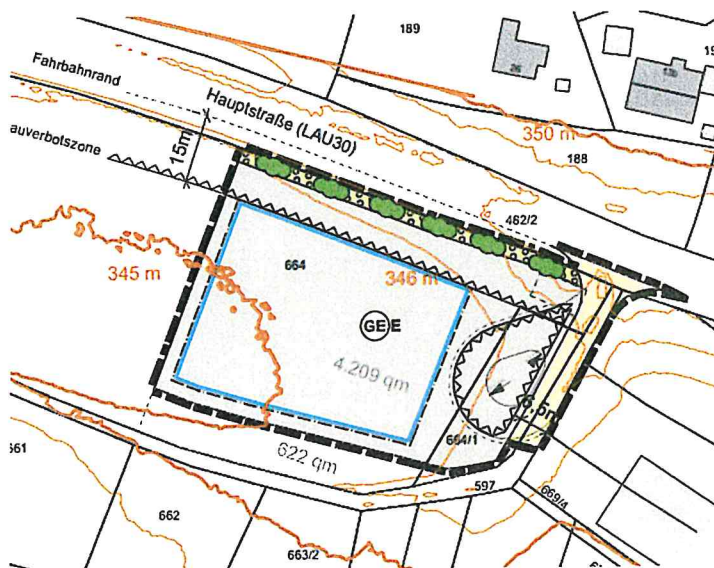 189
26
Fahrbahnrand
Hauptstraße (LAU30)
350 m
188
auverbotszone
15m
462/2
345 m
664
346 m
GE E
4.209 qm
664/1
622 qm
661
662
663/2
597
669/4